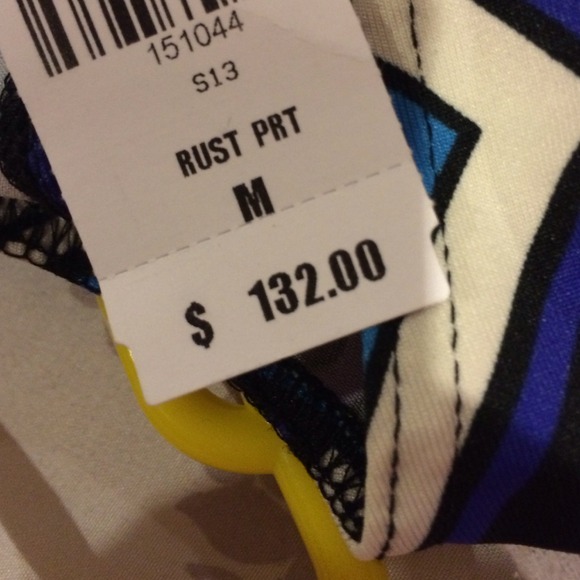 151044
S13
RUST PRT
M
$ 132.00